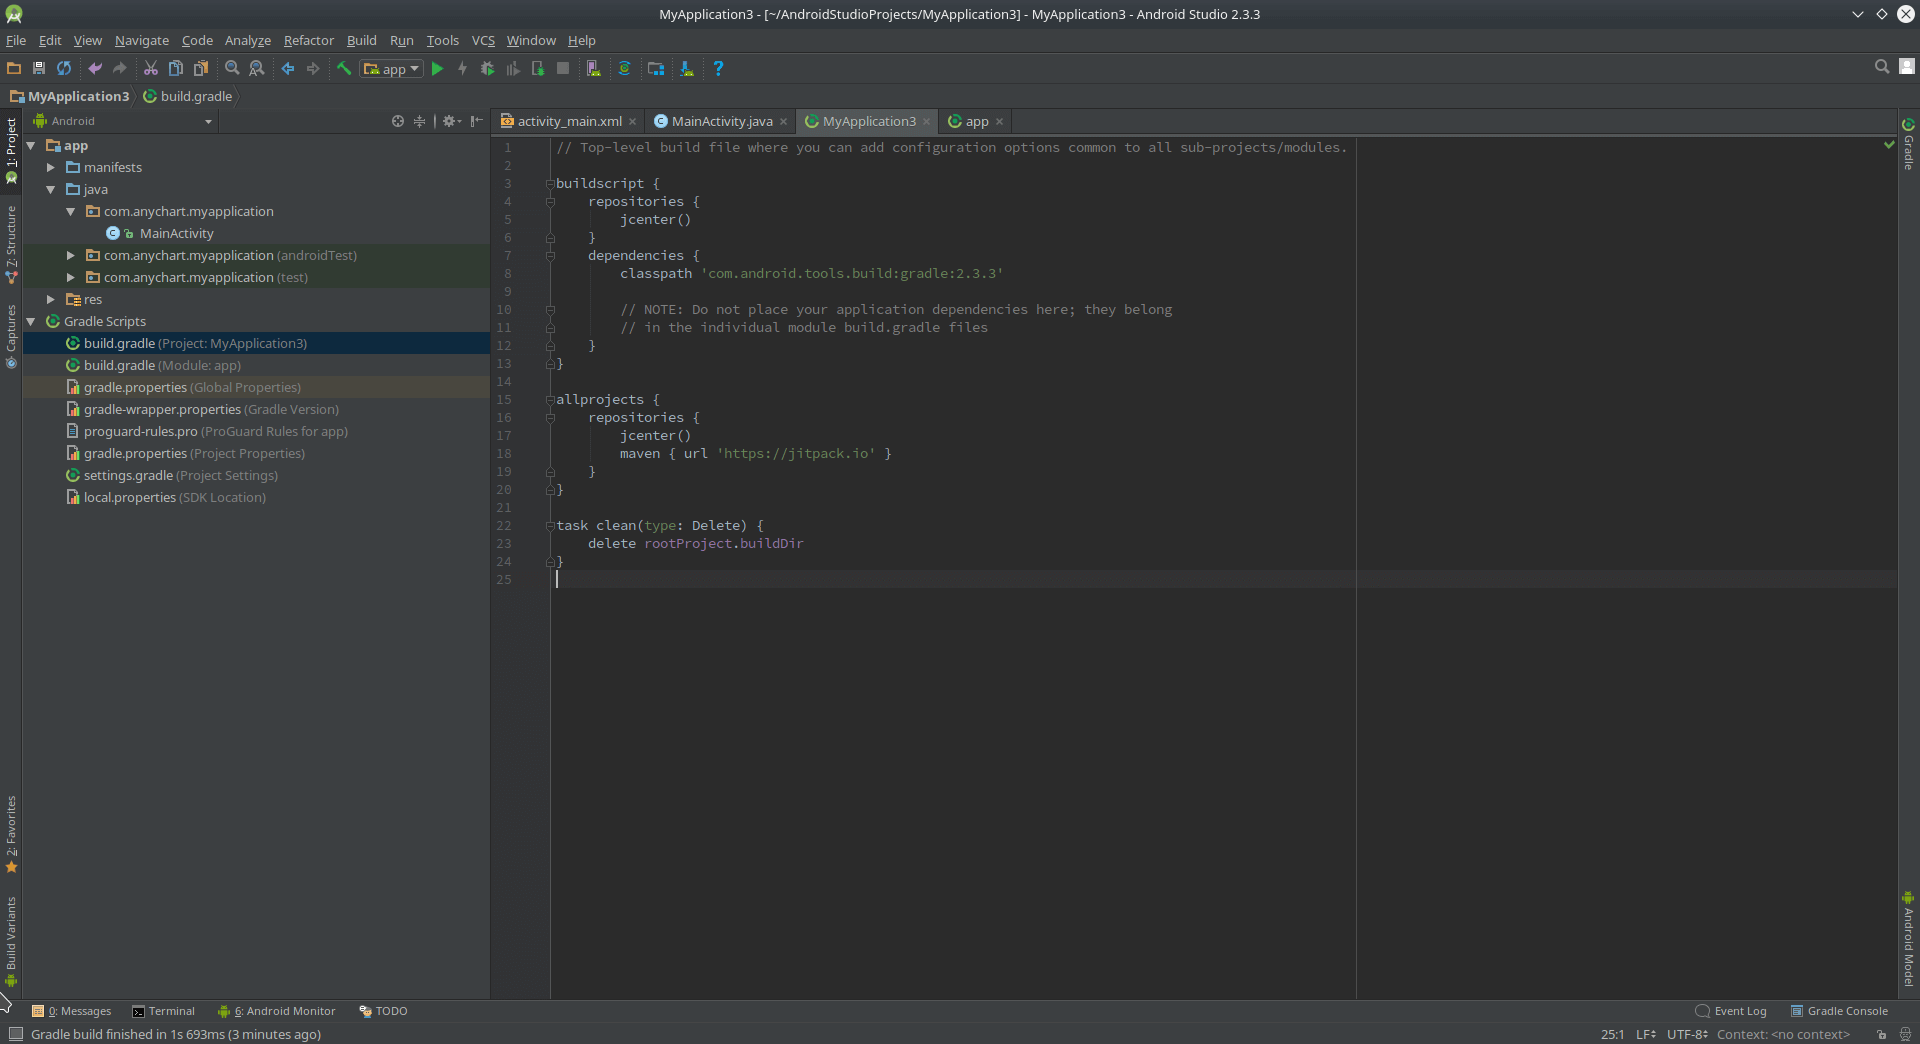 MyApplication3 - [~/AndroidStudioProjects/MyApplication3] - MyApplication3 - Android Studio 2.3.3
File Edit View Navigate Code Analyze Refactor Build Run Tools VCS Window Help
app
MyApplication3 build.gradle
Android
activity_main.xml MainActivity.java MyApplication3 app
1: Project
7: Structure
Captures
2: Favorites
Build Variants
app
manifests
java
com.anychart.myapplication
MainActivity
com.anychart.myapplication (androidTest)
com.anychart.myapplication (test)
res
Gradle Scripts
build.gradle (Project: MyApplication3)
build.gradle (Module: app)
gradle.properties (Global Properties)
gradle-wrapper.properties (Gradle Version)
proguard-rules.pro (ProGuard Rules for app)
gradle.properties (Project Properties)
settings.gradle (Project Settings)
local.properties (SDK Location)
1 // Top-level build file where you can add configuration options common to all sub-projects/modules.
2
3 buildscript {
4 repositories {
5 jcenter()
6 }
7 dependencies {
8 classpath 'com.android.tools.build:gradle:2.3.3'
9
10 // NOTE: Do not place your application dependencies here; they belong
11 // in the individual module build.gradle files
12 }
13 }
14
15 allprojects {
16 repositories {
17 jcenter()
18 maven { url 'https://jitpack.io' }
19 }
20 }
21
22 task clean(type: Delete) {
23 delete rootProject.buildDir
24 }
25
Gradle
Android Model
0: Messages Terminal 6: Android Monitor TODO Event Log Gradle Console
Gradle build finished in 1s 693ms (3 minutes ago) 25:1 LF UTF-8 Context: <no context>